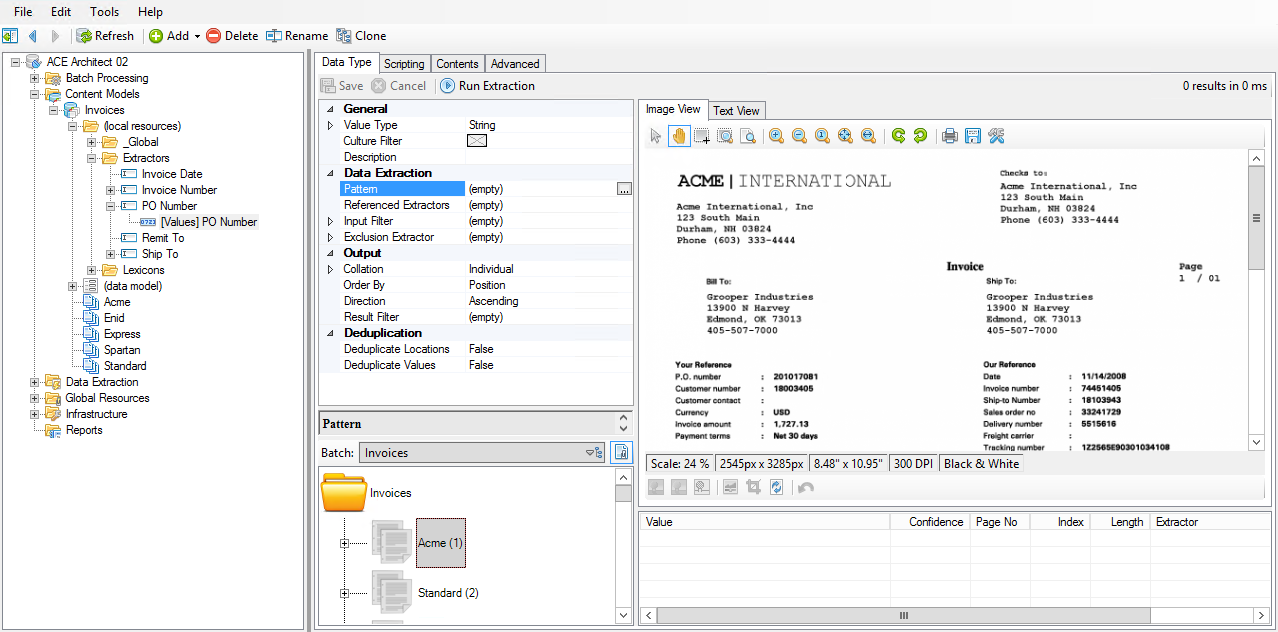 File Edit Tools Help
Refresh Add Delete Rename Clone
ACE Architect 02
Batch Processing
Content Models
Invoices
(local resources)
_Global
Extractors
Invoice Date
Invoice Number
PO Number
[Values] PO Number
Remit To
Ship To
Lexicons
(data model)
Acme
Enid
Express
Spartan
Standard
Data Extraction
Global Resources
Infrastructure
Reports
Data Type Scripting Contents Advanced
Save Cancel Run Extraction 0 results in 0 ms
General
Value Type String
Culture Filter
Description
Data Extraction
Pattern (empty) ...
Referenced Extractors (empty)
Input Filter (empty)
Exclusion Extractor (empty)
Output
Collation Individual
Order By Position
Direction Ascending
Result Filter (empty)
Deduplication
Deduplicate Locations False
Deduplicate Values False
Pattern
Batch: Invoices
Invoices
Acme (1)
Standard (2)
Image View Text View
ACME | INTERNATIONAL
Acme International, Inc
123 South Main
Durham, NH 03824
Phone (603) 333-4444
Checks to:
Acme International, Inc
123 South Main
Durham, NH 03824
Phone (603) 333-4444
Invoice
Page
1 / 01
Bill To:
Grooper Industries
13900 N Harvey
Edmond, OK 73013
405-507-7000
Ship To:
Grooper Industries
13900 N Harvey
Edmond, OK 73013
405-507-7000
Your Reference
P.O. number : 201017081
Customer number : 18003405
Customer contact :
Currency : USD
Invoice amount : 1,727.13
Payment terms : Net 30 days
Our Reference
Date : 11/14/2008
Invoice number : 74451405
Ship-to Number : 18103943
Sales order no : 33241729
Delivery number : 5515616
Freight carrier :
Tracking number : 1Z2565E90301034108
Scale: 24 % 2545px x 3285px 8.48" x 10.95" 300 DPI Black & White
Value Confidence Page No Index Length Extractor